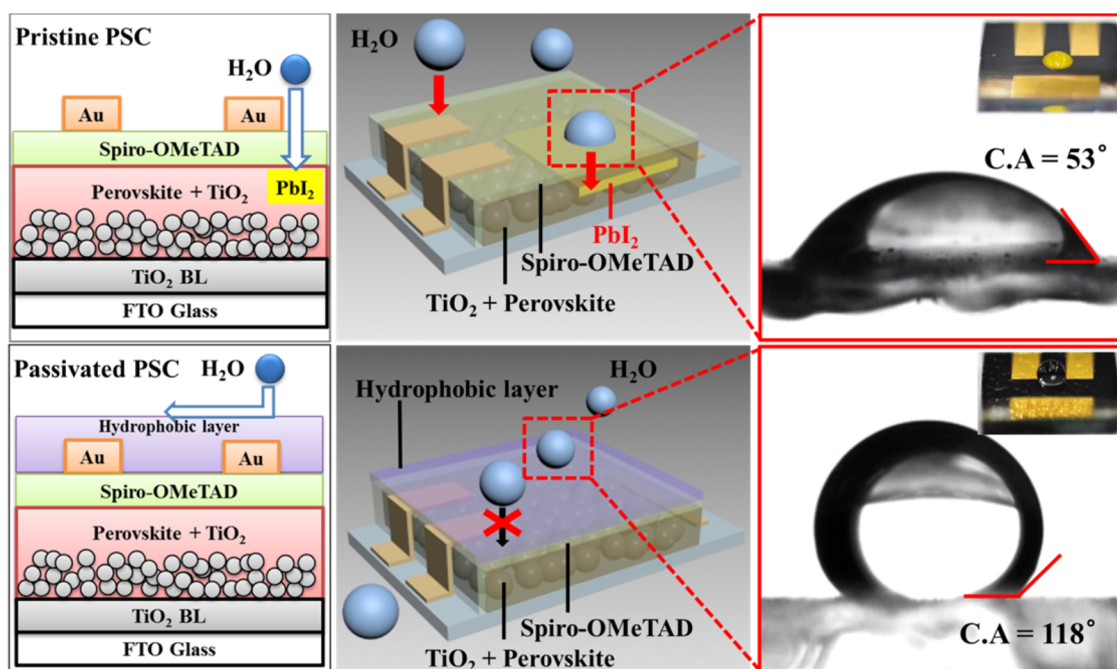 Pristine PSC
H₂O
Au
Au
Spiro-OMeTAD
Perovskite + TiO₂
PbI₂
TiO₂ BL
FTO Glass
H₂O
PbI₂
Spiro-OMeTAD
TiO₂ + Perovskite
C.A = 53°
Passivated PSC
H₂O
Hydrophobic layer
Au
Au
Spiro-OMeTAD
Perovskite + TiO₂
TiO₂ BL
FTO Glass
H₂O
Hydrophobic layer
Spiro-OMeTAD
TiO₂ + Perovskite
C.A = 118°